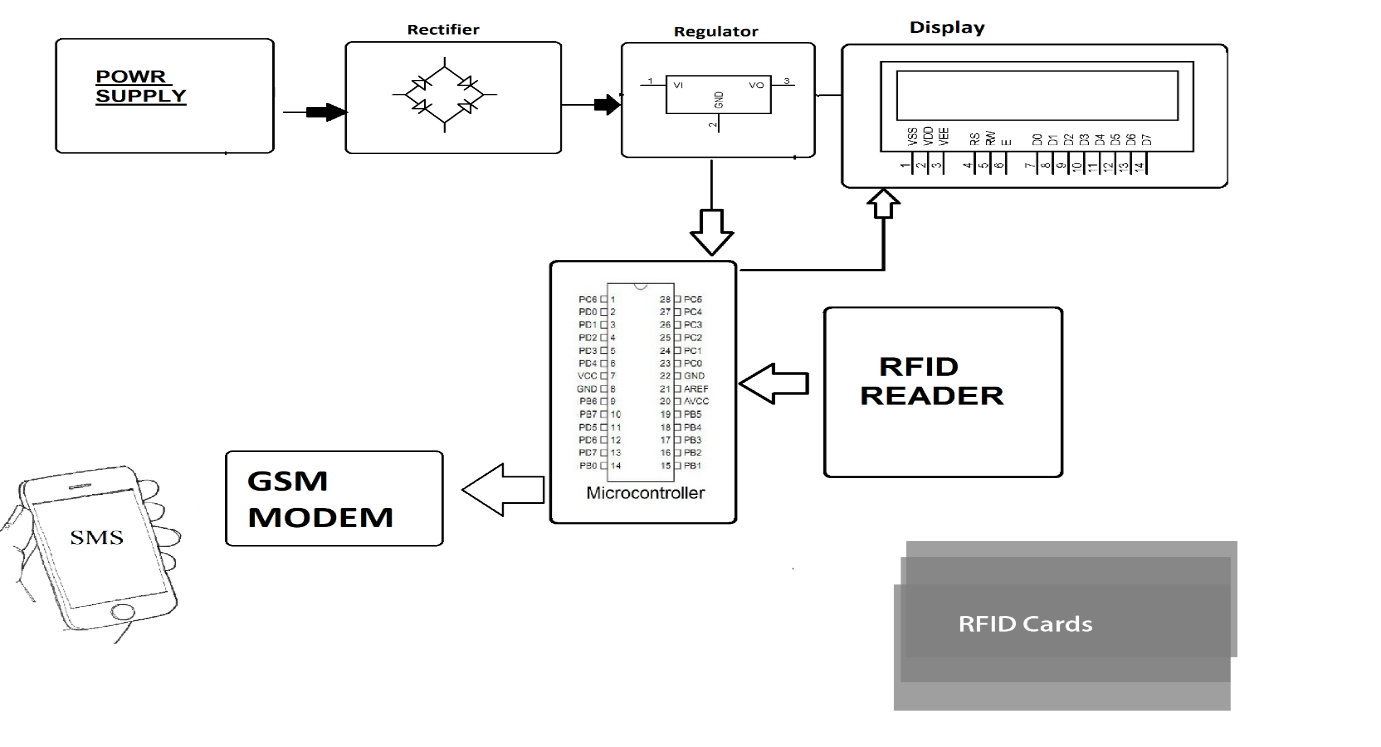 Rectifier
Regulator
Display
POWR
SUPPLY
1
VI
VO
3
GND
2
VSS
VDD
VEE
RS
RW
E
D0
D1
D2
D3
D4
D5
D6
D7
1
2
3
4
5
6
7
8
9
10
11
12
13
14
PC6 1 28 PC5
PD0 2 27 PC4
PD1 3 26 PC3
PD2 4 25 PC2
PD3 5 24 PC1
PD4 6 23 PC0
VCC 7 22 GND
GND 8 21 AREF
PB6 9 20 AVCC
PB7 10 19 PB5
PD5 11 18 PB4
PD6 12 17 PB3
PD7 13 16 PB2
PB0 14 15 PB1
Microcontroller
RFID
READER
GSM
MODEM
SMS
RFID Cards